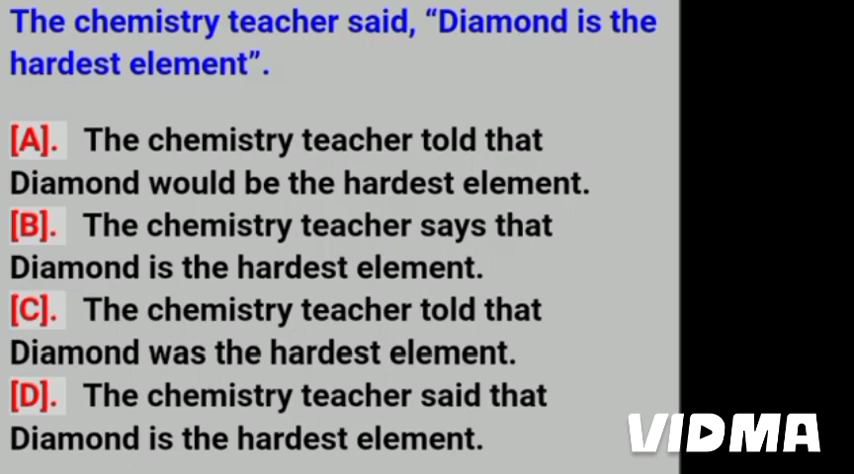 The chemistry teacher said, “Diamond is the
hardest element”.
[A]. The chemistry teacher told that
Diamond would be the hardest element.
[B]. The chemistry teacher says that
Diamond is the hardest element.
[C]. The chemistry teacher told that
Diamond was the hardest element.
[D]. The chemistry teacher said that
Diamond is the hardest element.
VIDMA